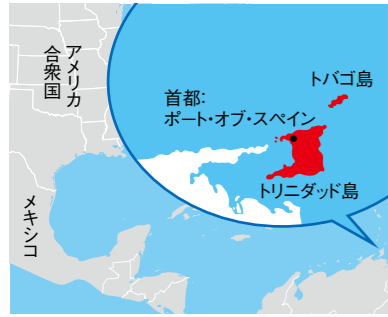 アメリカ
合衆国
メキシコ
トバゴ島
首都：
ポート・オブ・スペイン
トリニダッド島